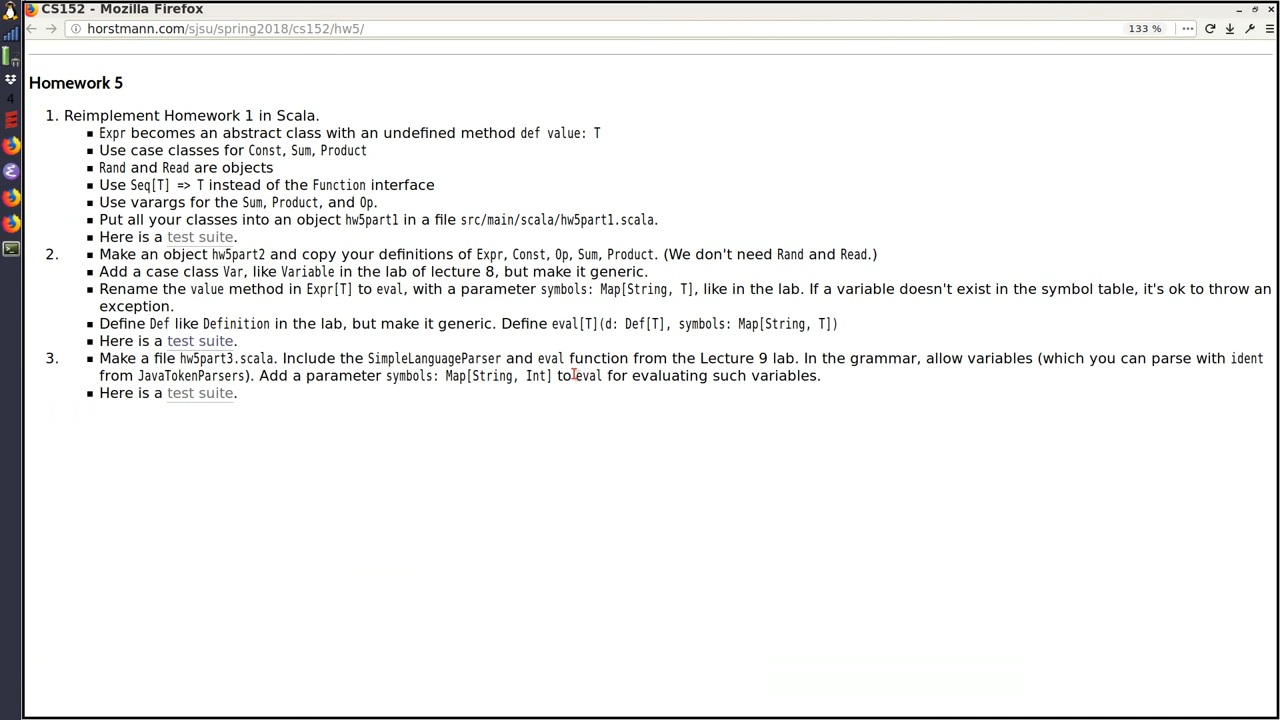 CS152 - Mozilla Firefox
horstmann.com/sjsu/spring2018/cs152/hw5/
133 %
4
Homework 5
1. Reimplement Homework 1 in Scala.
▪ Expr becomes an abstract class with an undefined method def value: T
▪ Use case classes for Const, Sum, Product
▪ Rand and Read are objects
▪ Use Seq[T] => T instead of the Function interface
▪ Use varargs for the Sum, Product, and Op.
▪ Put all your classes into an object hw5part1 in a file src/main/scala/hw5part1.scala.
▪ Here is a test suite.
2. ▪ Make an object hw5part2 and copy your definitions of Expr, Const, Op, Sum, Product. (We don't need Rand and Read.)
▪ Add a case class Var, like Variable in the lab of lecture 8, but make it generic.
▪ Rename the value method in Expr[T] to eval, with a parameter symbols: Map[String, T], like in the lab. If a variable doesn't exist in the symbol table, it's ok to throw an
exception.
▪ Define Def like Definition in the lab, but make it generic. Define eval[T](d: Def[T], symbols: Map[String, T])
▪ Here is a test suite.
3. ▪ Make a file hw5part3.scala. Include the SimpleLanguageParser and eval function from the Lecture 9 lab. In the grammar, allow variables (which you can parse with ident
from JavaTokenParsers). Add a parameter symbols: Map[String, Int] to eval for evaluating such variables.
▪ Here is a test suite.